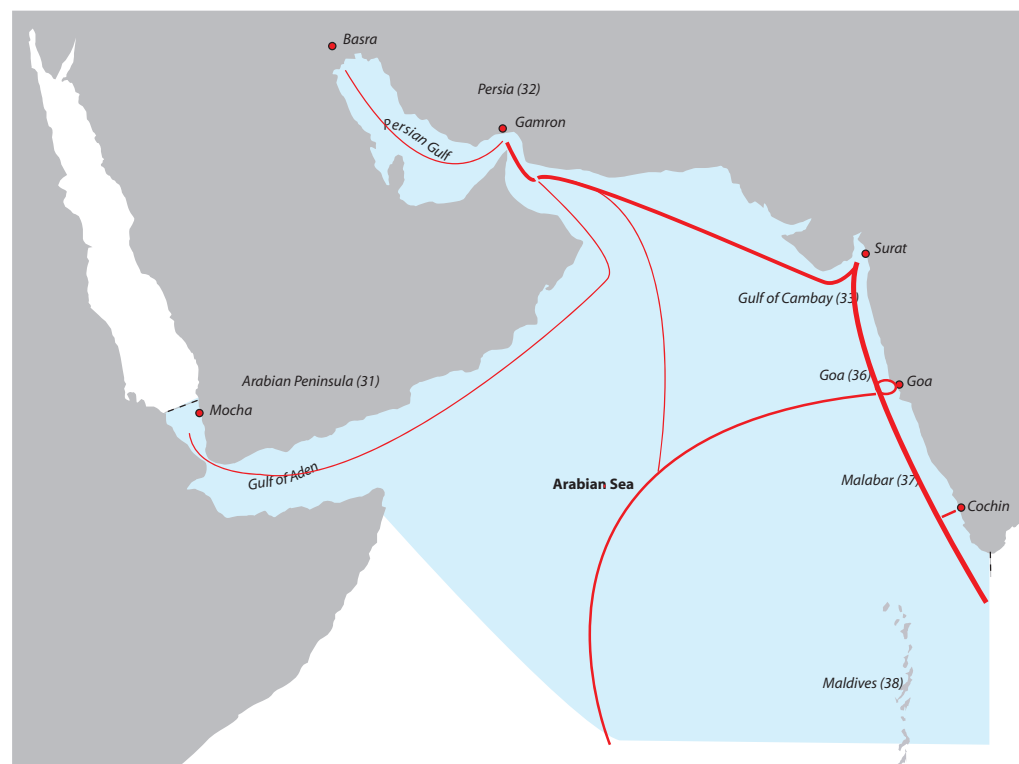 Basra
Persia (32)
Gamron
Persian Gulf
Surat
Gulf of Cambay (33)
Goa (36)
Goa
Arabian Peninsula (31)
Mocha
Gulf of Aden
Arabian Sea
Malabar (37)
Cochin
Maldives (38)